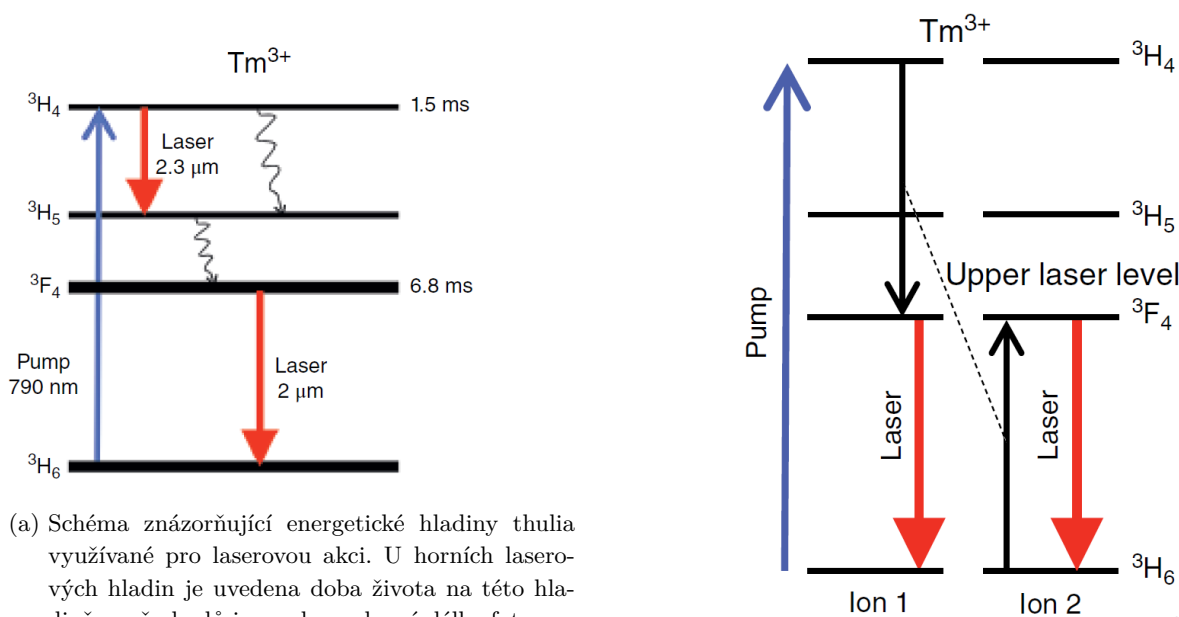 Tm³⁺
³H₄
1.5 ms
Laser
2.3 μm
³H₅
³F₄
6.8 ms
Pump
790 nm
Laser
2 μm
³H₆
(a) Schéma znázorňující energetické hladiny thulia
využívané pro laserovou akci. U horních lasero-
vých hladin je uvedena doba života na této hla-
Tm³⁺
³H₄
³H₅
Upper laser level
³F₄
Pump
Laser
Laser
³H₆
Ion 1
Ion 2